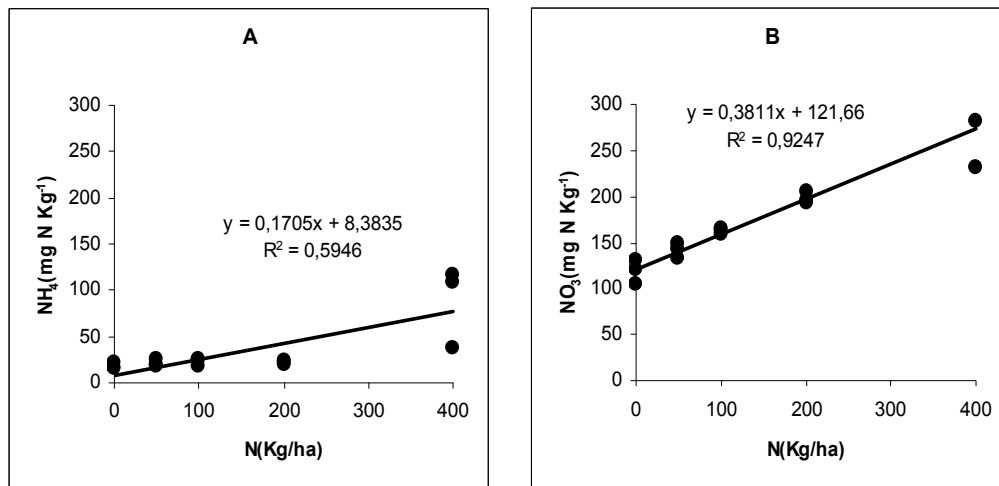 A
NH4(mg N Kg-1)
300
250
200
150
100
50
0
y = 0,1705x + 8,3835
R² = 0,5946
0 100 200 300 400
N(Kg/ha)
B
NO3(mg N Kg-1)
300
250
200
150
100
50
0
y = 0,3811x + 121,66
R² = 0,9247
0 100 200 300 400
N(Kg/ha)